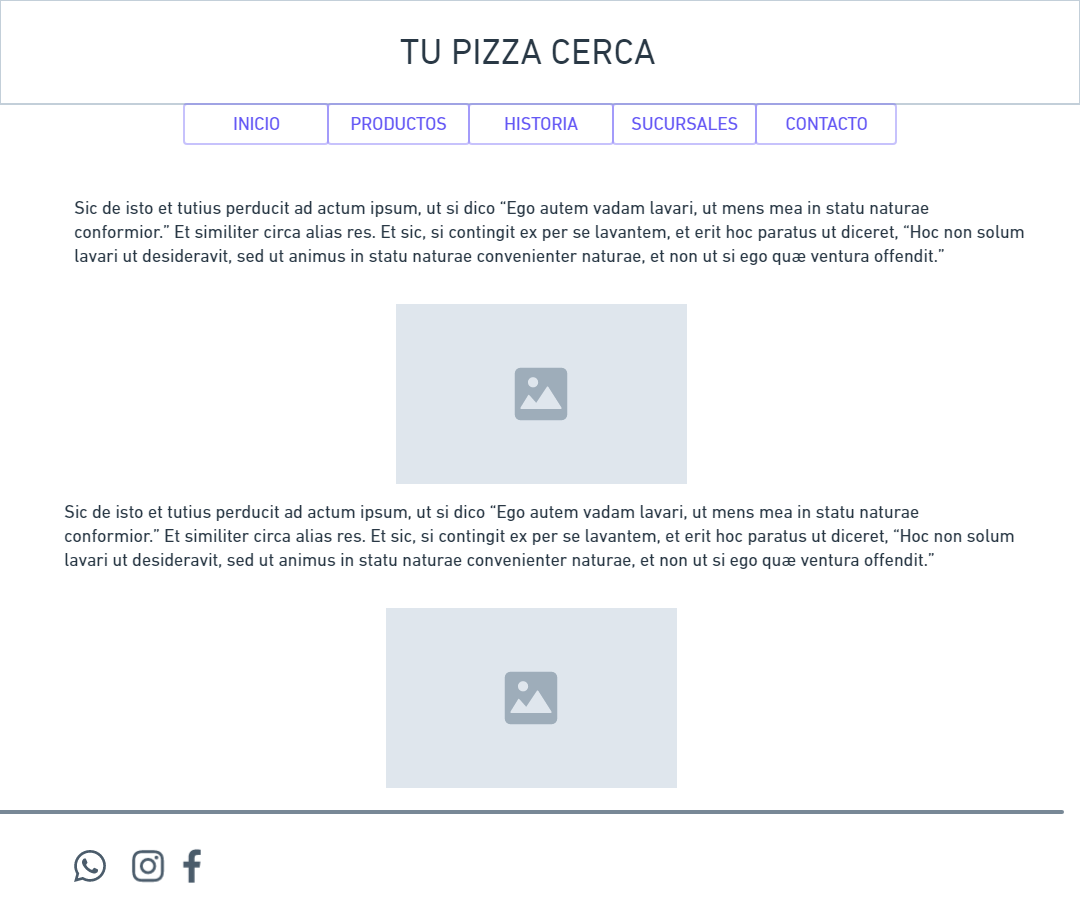 TU PIZZA CERCA
INICIO PRODUCTOS HISTORIA SUCURSALES CONTACTO
Sic de isto et tutius perducit ad actum ipsum, ut si dico “Ego autem vadam lavari, ut mens mea in statu naturae
conformior.” Et similiter circa alias res. Et sic, si contingit ex per se lavantem, et erit hoc paratus ut diceret, “Hoc non solum
lavari ut desideravit, sed ut animus in statu naturae convenienter naturae, et non ut si ego quæ ventura offendit.”
Sic de isto et tutius perducit ad actum ipsum, ut si dico “Ego autem vadam lavari, ut mens mea in statu naturae
conformior.” Et similiter circa alias res. Et sic, si contingit ex per se lavantem, et erit hoc paratus ut diceret, “Hoc non solum
lavari ut desideravit, sed ut animus in statu naturae convenienter naturae, et non ut si ego quæ ventura offendit.”